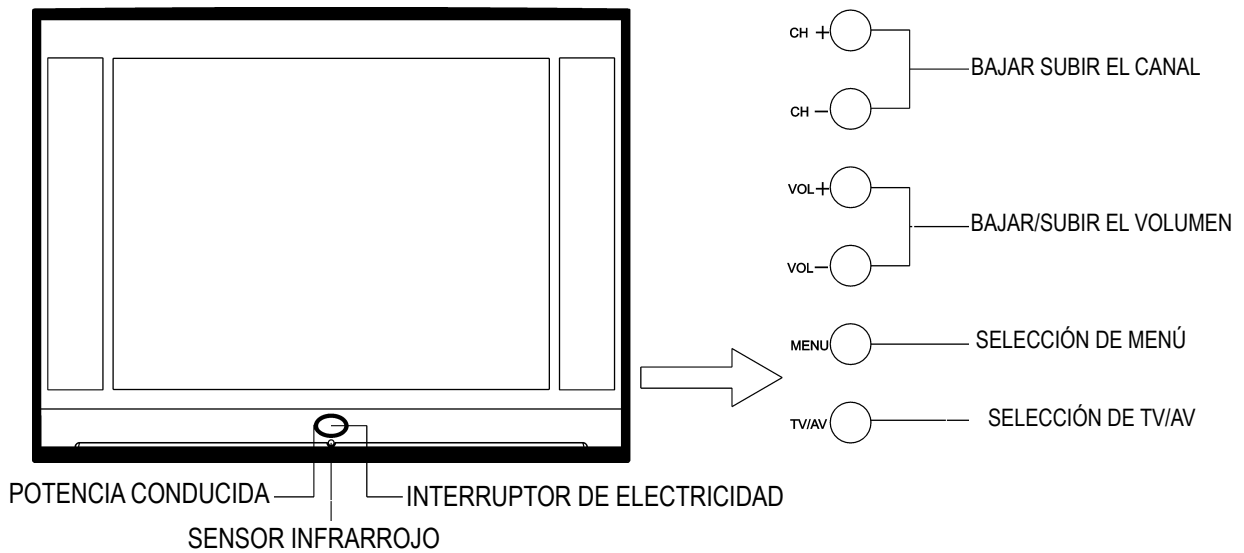 CH +
BAJAR SUBIR EL CANAL
CH –
VOL+
BAJAR/SUBIR EL VOLUMEN
VOL–
MENU
SELECCIÓN DE MENÚ
TV/AV
SELECCIÓN DE TV/AV
POTENCIA CONDUCIDA
INTERRUPTOR DE ELECTRICIDAD
SENSOR INFRARROJO